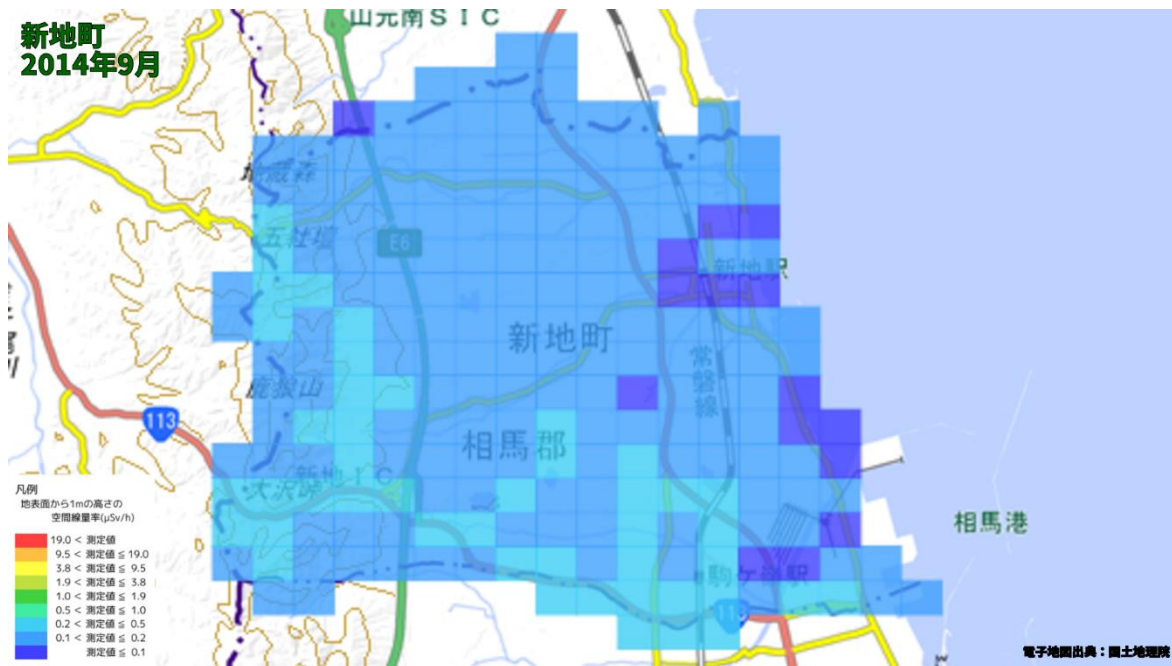 新地町
2014年9月
山元南ＳＩＣ
地蔵森
五社壇
E6
新地駅
新地町
常磐線
鹿狼山
113
相馬郡
新地ＩＣ
大沢峠
相馬港
駒ケ嶺駅
凡例
地表面から1mの高さの
空間線量率(μSv/h)
19.0 < 測定値
9.5 < 測定値 ≦ 19.0
3.8 < 測定値 ≦ 9.5
1.9 < 測定値 ≦ 3.8
1.0 < 測定値 ≦ 1.9
0.5 < 測定値 ≦ 1.0
0.2 < 測定値 ≦ 0.5
0.1 < 測定値 ≦ 0.2
測定値 ≦ 0.1
電子地図出典：国土地理院